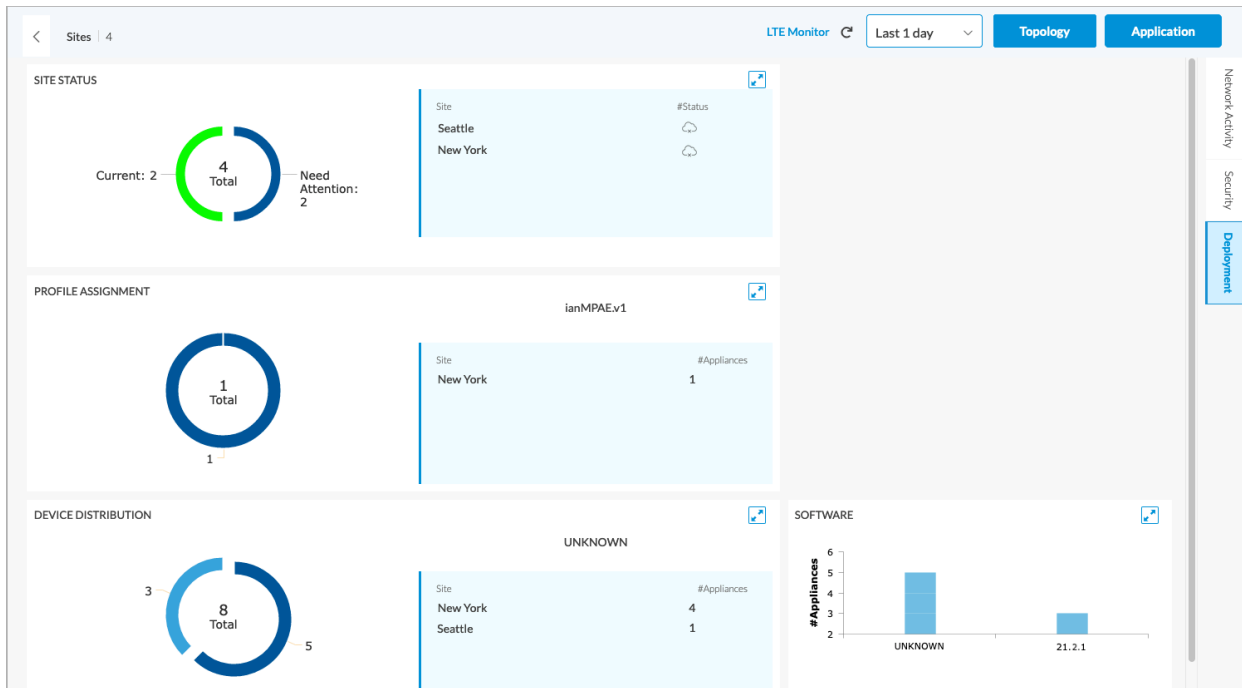 Sites | 4
LTE Monitor
Last 1 day
Topology
Application
Network Activity
Security
Deployment
SITE STATUS
Current: 2
4
Total
Need
Attention:
2
Site #Status
Seattle
New York
PROFILE ASSIGNMENT
ianMPAE.v1
1
Total
1
Site #Appliances
New York 1
DEVICE DISTRIBUTION
UNKNOWN
3
8
Total
5
Site #Appliances
New York 4
Seattle 1
SOFTWARE
#Appliances
6
5
4
3
2
UNKNOWN 21.2.1